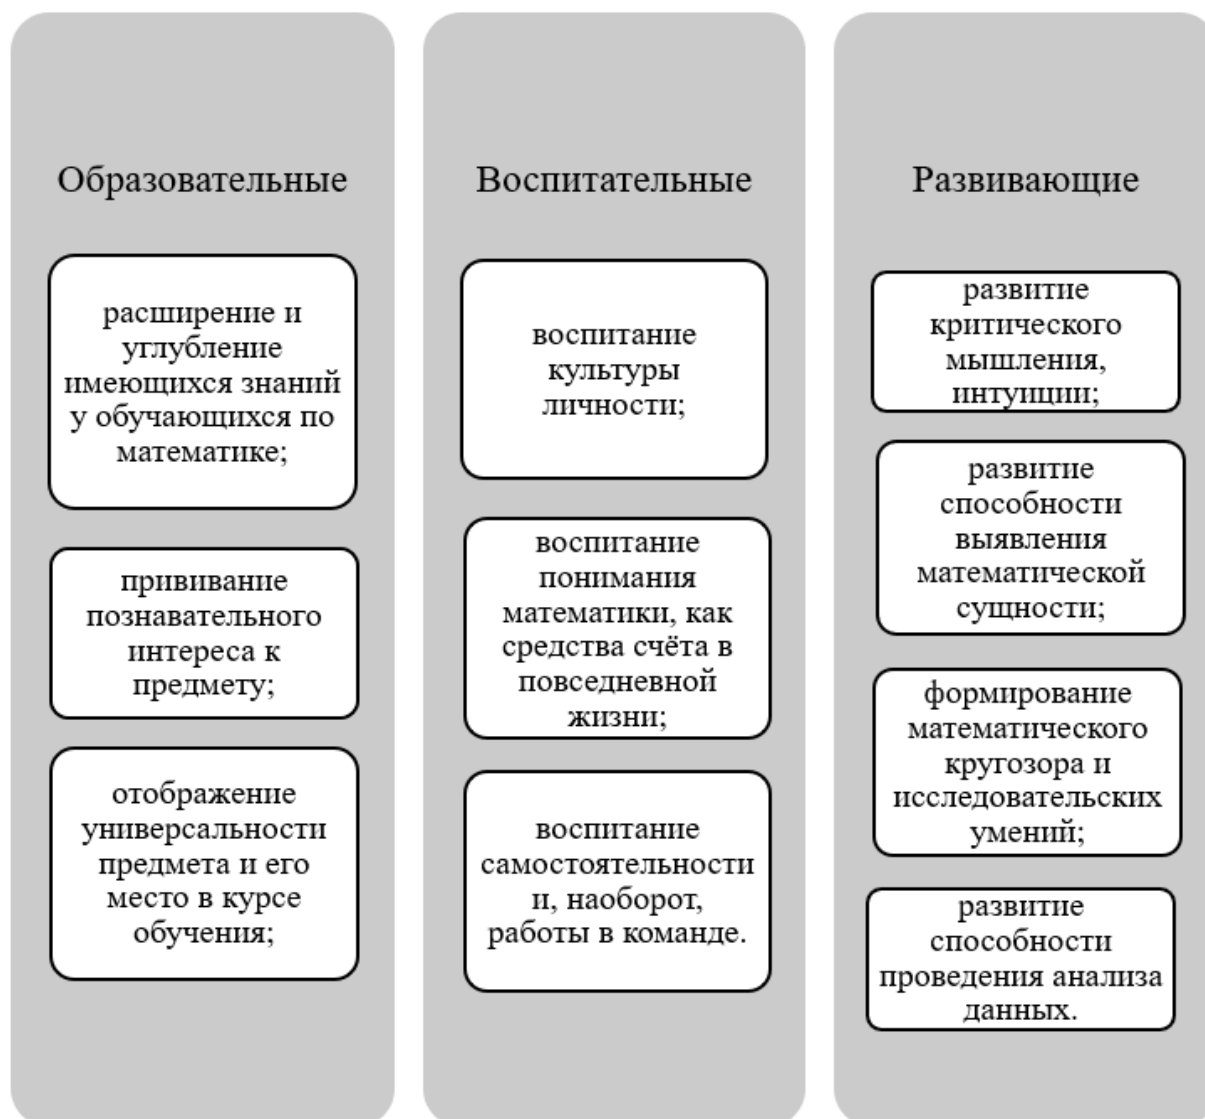 Образовательные
расширение и
углубление
имеющихся знаний
у обучающихся по
математике;
прививание
познавательного
интереса к
предмету;
отображение
универсальности
предмета и его
место в курсе
обучения;
Воспитательные
воспитание
культуры
личности;
воспитание
понимания
математики, как
средства счёта в
повседневной
жизни;
воспитание
самостоятельности
и, наоборот,
работы в команде.
Развивающие
развитие
критического
мышления,
интуиции;
развитие
способности
выявления
математической
сущности;
формирование
математического
кругозора и
исследовательских
умений;
развитие
способности
проведения анализа
данных.